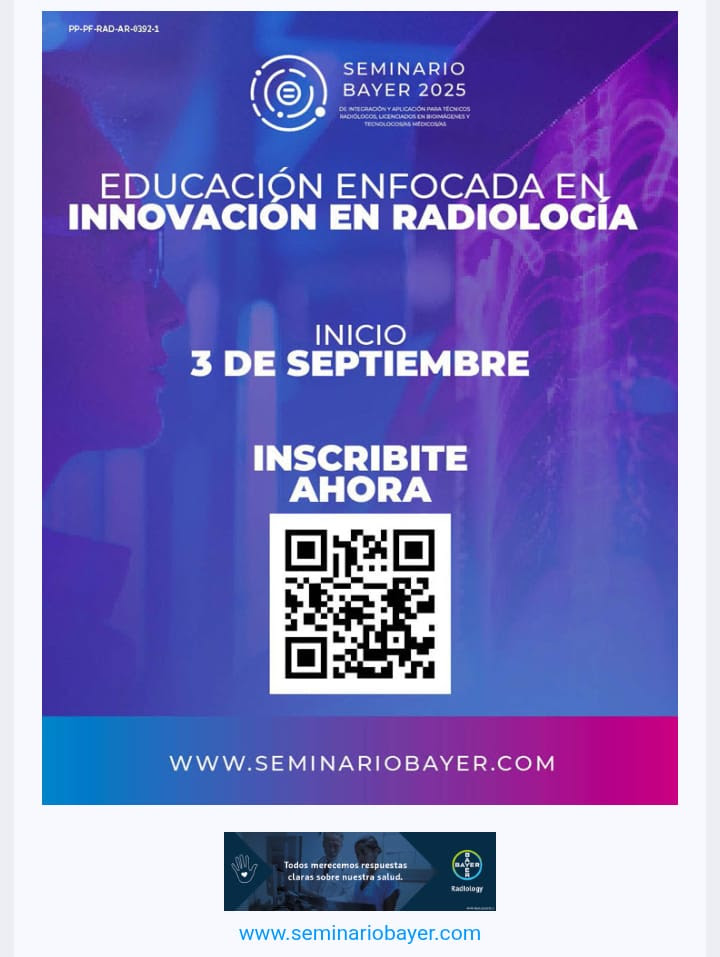 PP-PF-RAD-AR-0392-1
SEMINARIO
BAYER 2025
DE INTEGRACIÓN Y APLICACIÓN PARA TÉCNICOS
RADIÓLOGOS, LICENCIADOS EN BIOIMÁGENES Y
TECNOLOGOS/AS MÉDICOS/AS
EDUCACIÓN ENFOCADA EN
INNOVACIÓN EN RADIOLOGÍA
INICIO
3 DE SEPTIEMBRE
INSCRIBITE
AHORA
WWW.SEMINARIOBAYER.COM
Todos merecemos respuestas
claras sobre nuestra salud.
BAYER
Radiology
www.seminariobayer.com